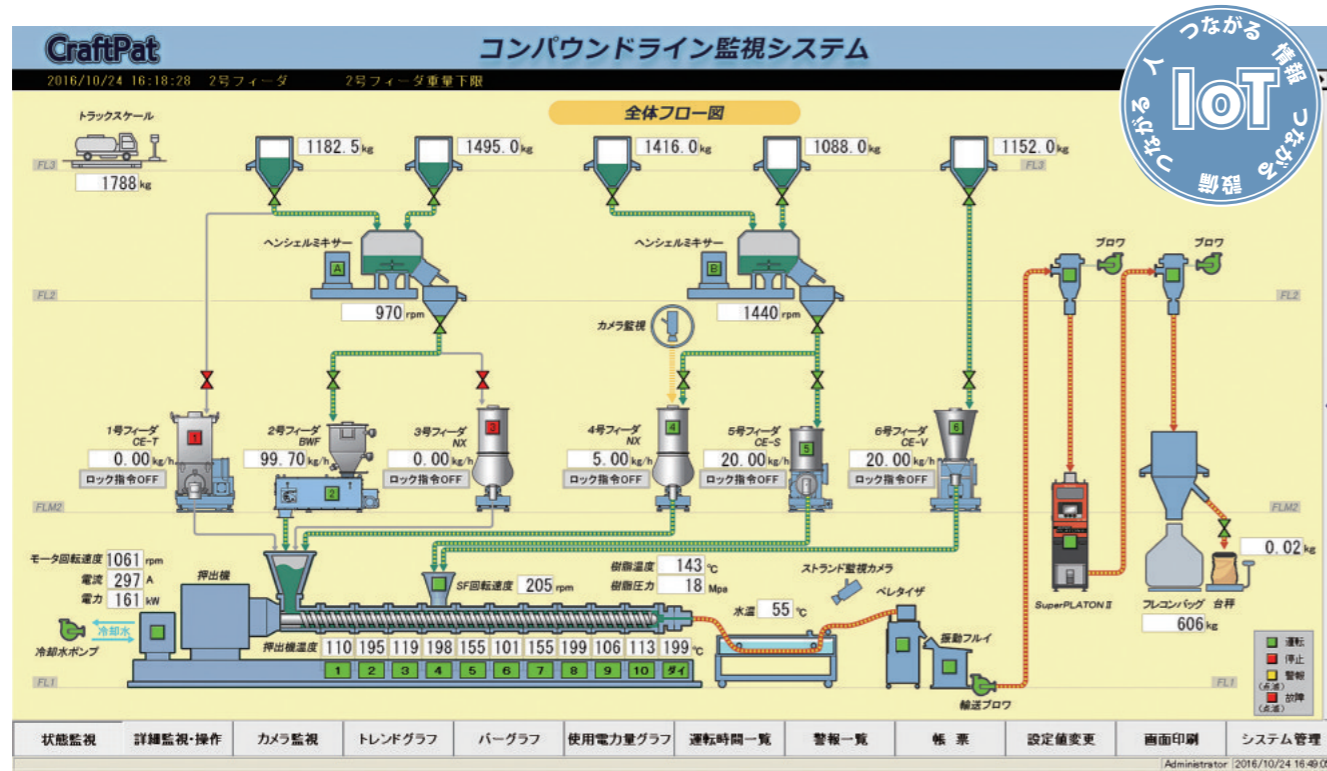 CraftPat
コンパウンドライン監視システム
つながる 情報 つながる 設備 つながる 人
IoT
2016/10/24 16:18:28 2号フィーダ 2号フィーダ重量下限
全体フロー図
トラックスケール
1788 kg
FL3
1182.5 kg
1495.0 kg
1416.0 kg
1088.0 kg
1152.0 kg
FL3
ヘンシェルミキサー
A
970 rpm
ヘンシェルミキサー
B
1440 rpm
カメラ監視
ブロワ
ブロワ
FL2
FL2
1号フィーダ
CE-T
0.00 kg/h
ロック指令OFF
1
2号フィーダ
BWF
99.70 kg/h
2
3号フィーダ
NX
0.00 kg/h
ロック指令OFF
3
4号フィーダ
NX
5.00 kg/h
ロック指令OFF
4
5号フィーダ
CE-S
20.00 kg/h
ロック指令OFF
5
6号フィーダ
CE-V
20.00 kg/h
ロック指令OFF
6
FLM2
FLM2
モータ回転速度 1061 rpm
電流 297 A
電力 161 kW
押出機
冷却水
冷却水ポンプ
SF回転速度 205 rpm
樹脂温度 143 ℃
樹脂圧力 18 Mpa
ストランド監視カメラ
ペレタイザ
水温 55 ℃
振動フルイ
輸送ブロワ
SuperPLATONⅡ
フレコンバッグ
606 kg
台秤
0.02 kg
押出機温度 110 195 119 198 155 101 155 199 106 113 199 ℃
1 2 3 4 5 6 7 8 9 10 ダイ
FL1
FL1
運転
停止
警報
(点滅)
故障
(点滅)
状態監視 詳細監視・操作 カメラ監視 トレンドグラフ バーグラフ 使用電力量グラフ 運転時間一覧 警報一覧 帳 票 設定値変更 画面印刷 システム管理
Administrator 2016/10/24 16:49:05